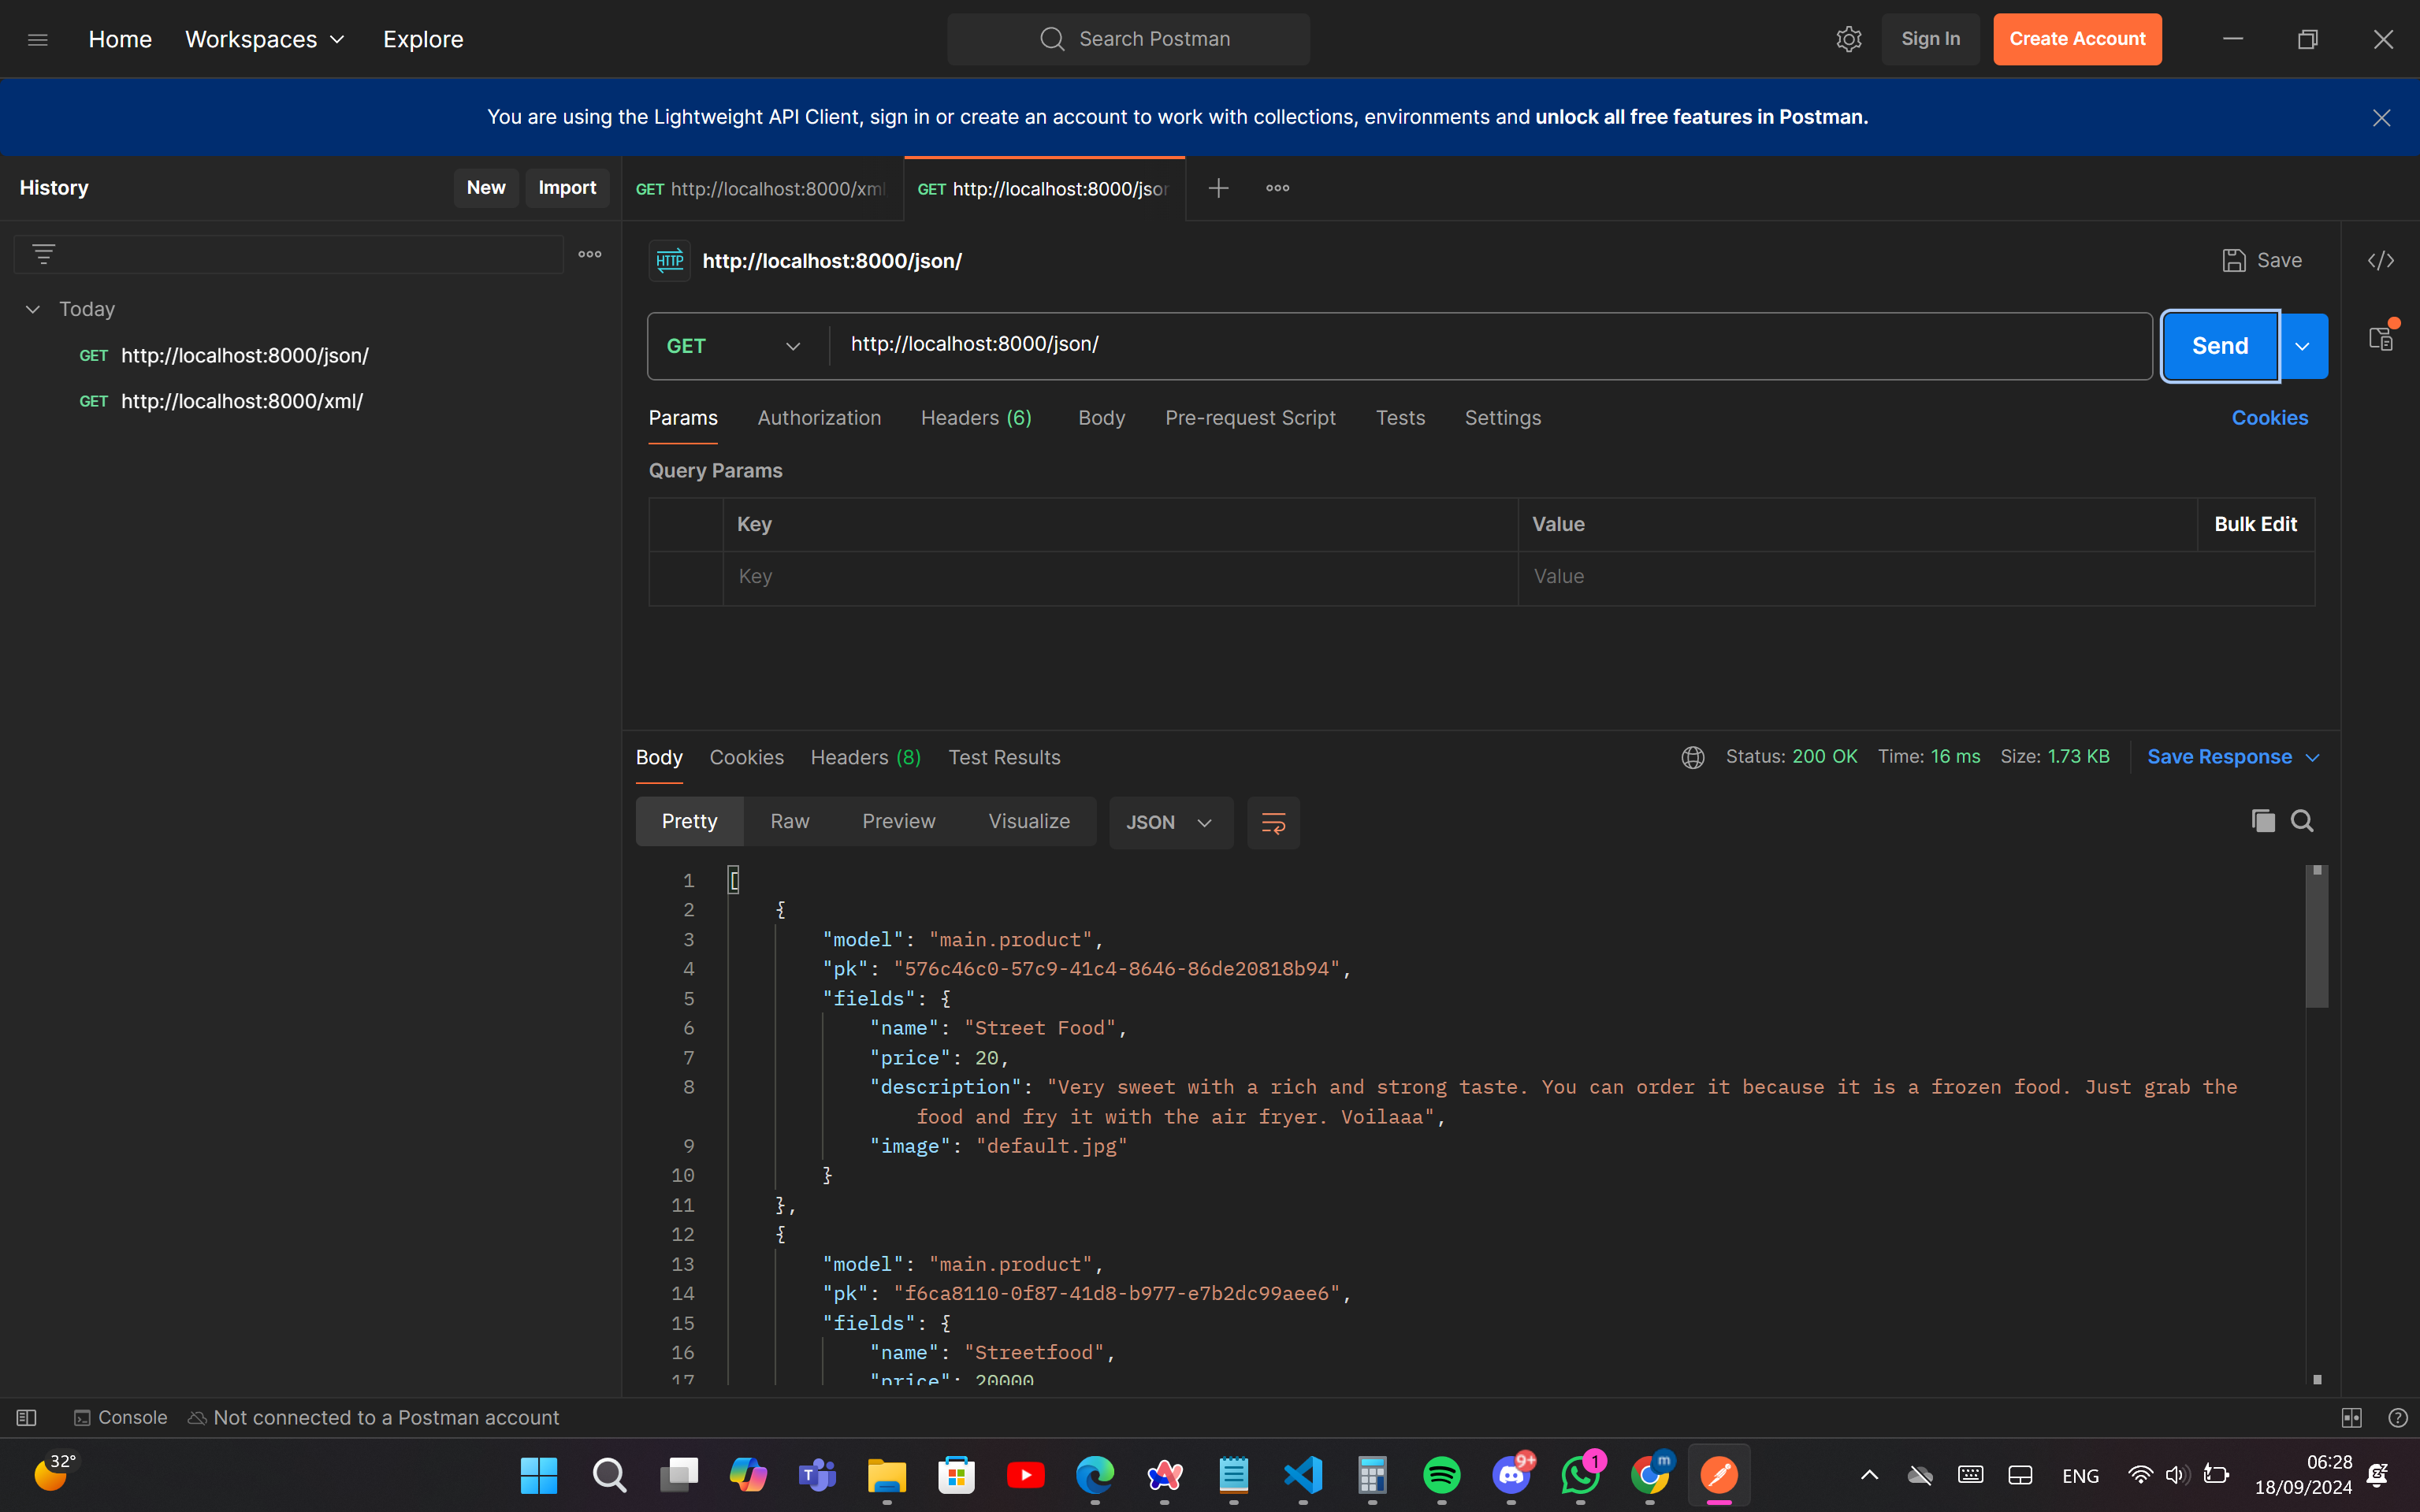 Home Workspaces Explore Search Postman Sign In Create Account
You are using the Lightweight API Client, sign in or create an account to work with collections, environments and unlock all free features in Postman.
History New Import
GET http://localhost:8000/xml GET http://localhost:8000/json
Today
GET http://localhost:8000/json/
GET http://localhost:8000/xml/
HTTP http://localhost:8000/json/ Save
GET http://localhost:8000/json/ Send
Params Authorization Headers (6) Body Pre-request Script Tests Settings Cookies
Query Params
Key Value Bulk Edit
Key Value
Body Cookies Headers (8) Test Results Status: 200 OK Time: 16 ms Size: 1.73 KB Save Response
Pretty Raw Preview Visualize JSON
1 [
2 {
3 "model": "main.product",
4 "pk": "576c46c0-57c9-41c4-8646-86de20818b94",
5 "fields": {
6 "name": "Street Food",
7 "price": 20,
8 "description": "Very sweet with a rich and strong taste. You can order it because it is a frozen food. Just grab the
food and fry it with the air fryer. Voilaaa",
9 "image": "default.jpg"
10 }
11 },
12 {
13 "model": "main.product",
14 "pk": "f6ca8110-0f87-41d8-b977-e7b2dc99aee6",
15 "fields": {
16 "name": "Streetfood",
17 "price": 20000
Console Not connected to a Postman account
32° T 9+ 1 m ENG 06:28
18/09/2024